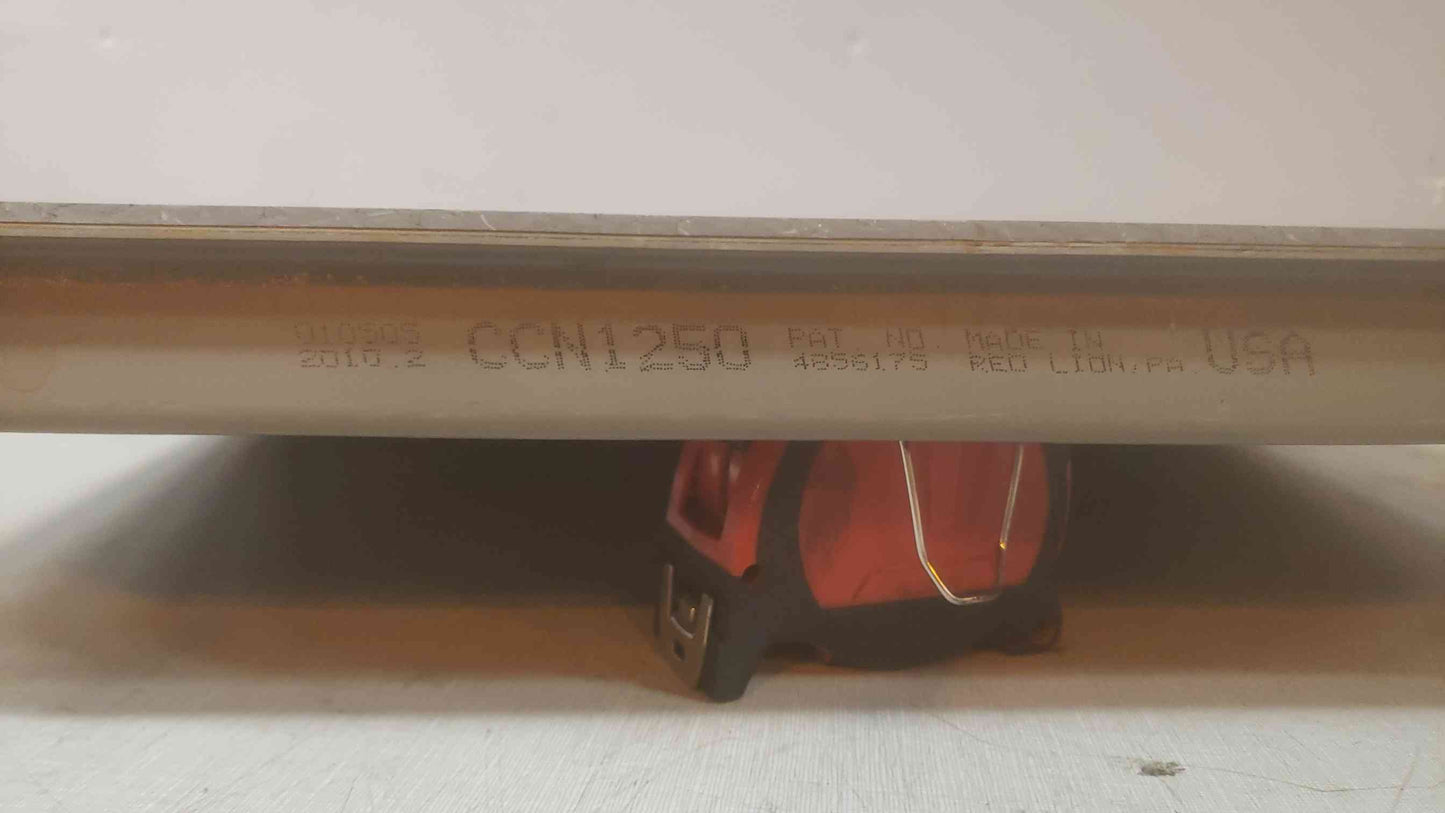 010505
2010.2
CCN1250
PAT. NO.
4856175
MADE IN
RED LION, PA.
USA